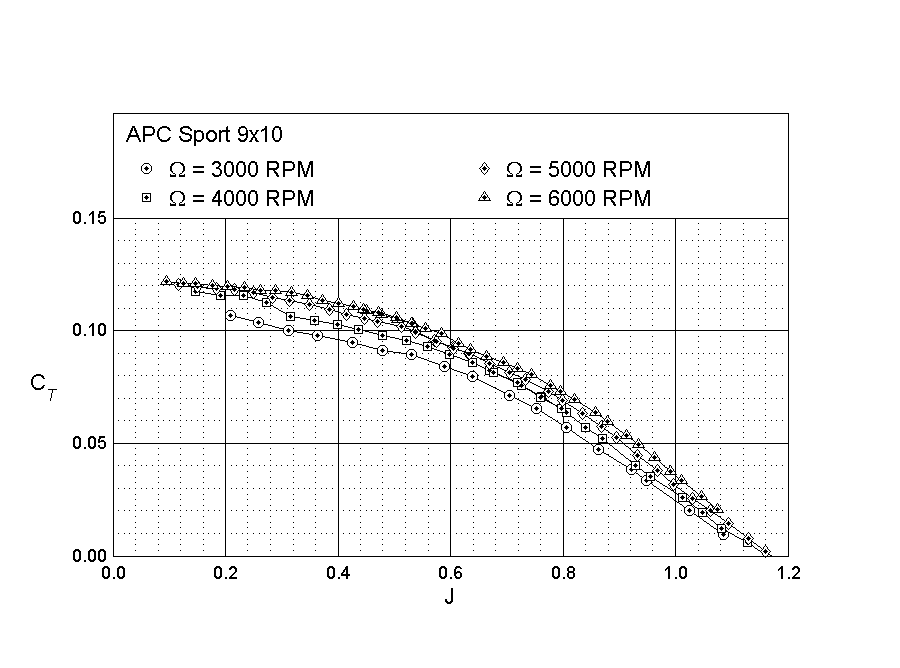 APC Sport 9x10
Ω = 3000 RPM
Ω = 5000 RPM
Ω = 4000 RPM
Ω = 6000 RPM
0.15
0.10
C_T
0.05
0.00
0.0 0.2 0.4 0.6 0.8 1.0 1.2
J